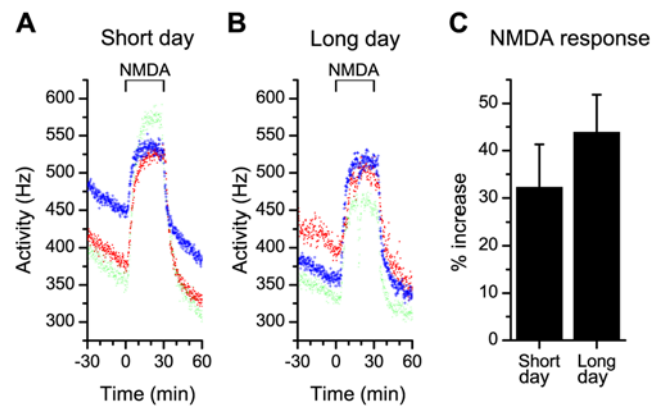 A Short day
NMDA
Activity (Hz)
600
550
500
450
400
350
300
-30 0 30 60
Time (min)
B Long day
NMDA
Activity (Hz)
600
550
500
450
400
350
300
-30 0 30 60
Time (min)
C NMDA response
% increase
50
40
30
20
10
0
Short day
Long day